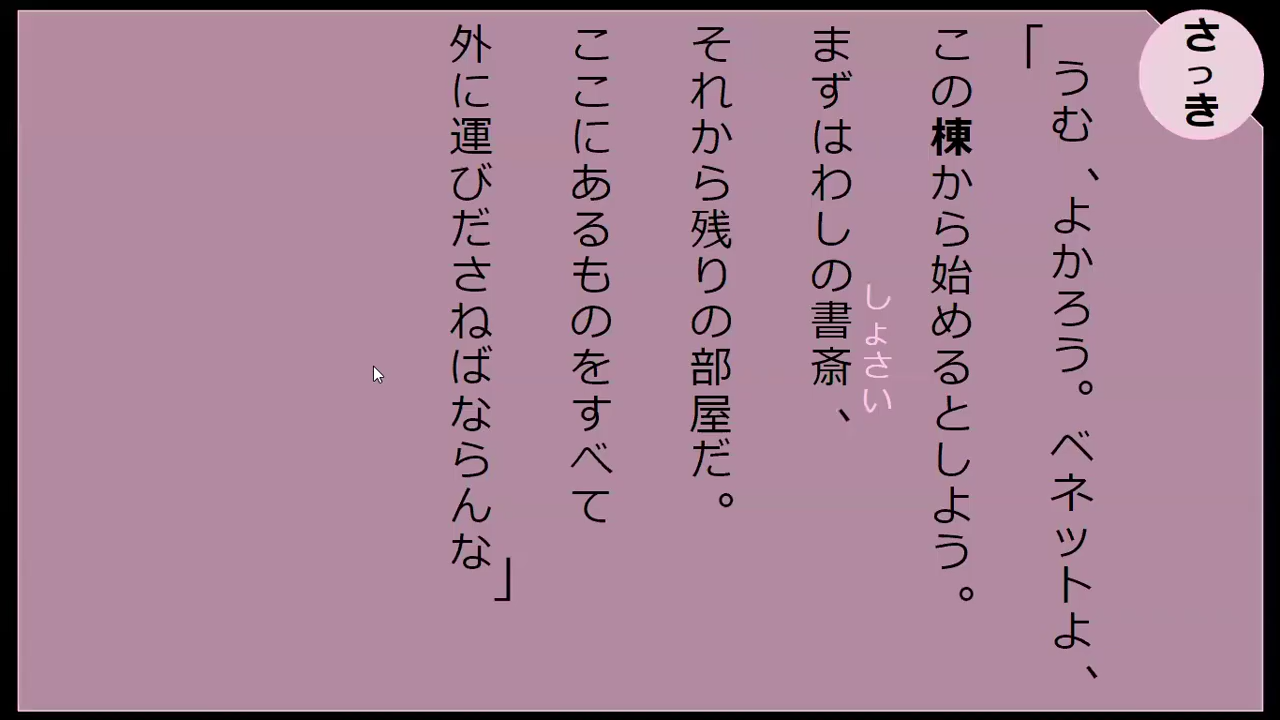 さっき
「うむ、よかろう。ベネットよ、
この棟から始めるとしよう。
まずはわしの書斎、
しょさい
それから残りの部屋だ。
ここにあるものをすべて
外に運びださねばならんな」